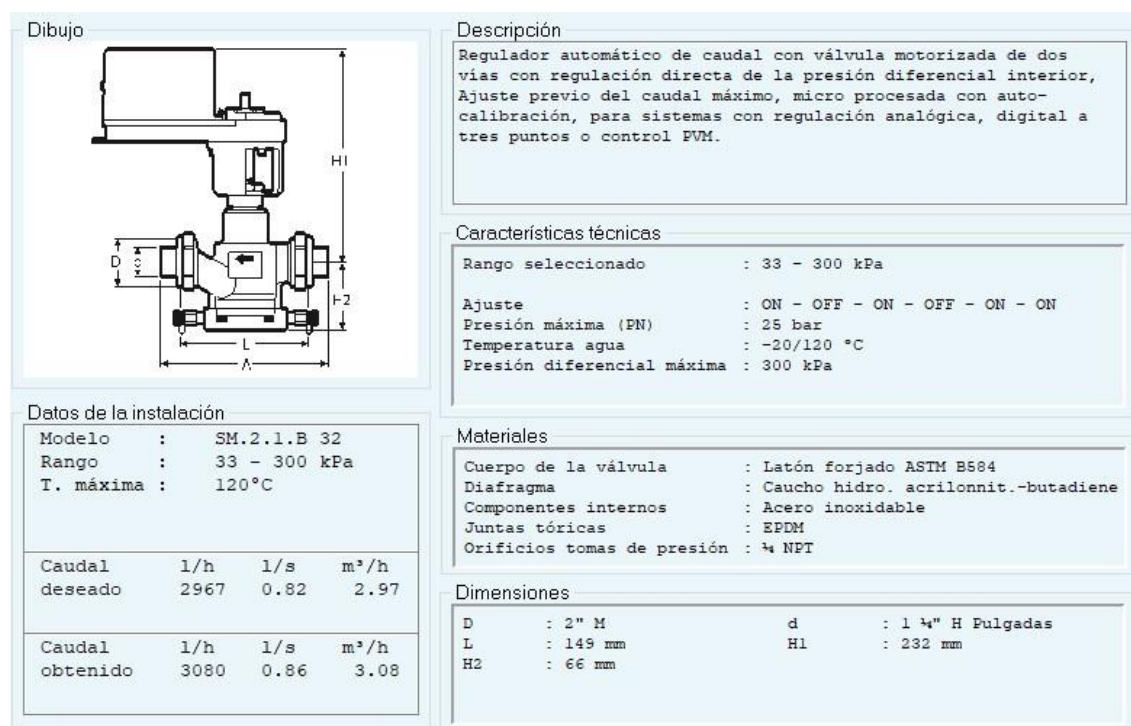 Dibujo
H1
D
d
H2
L
A
Descripción
Regulador automático de caudal con válvula motorizada de dos
vías con regulación directa de la presión diferencial interior,
Ajuste previo del caudal máximo, micro procesada con auto-
calibración, para sistemas con regulación analógica, digital a
tres puntos o control PVM.
Características técnicas
Rango seleccionado : 33 - 300 kPa
Ajuste : ON - OFF - ON - OFF - ON - ON
Presión máxima (PN) : 25 bar
Temperatura agua : -20/120 °C
Presión diferencial máxima : 300 kPa
Datos de la instalación
Modelo : SM.2.1.B 32
Rango : 33 - 300 kPa
T. máxima : 120°C
Caudal l/h l/s m³/h
deseado 2967 0.82 2.97
Caudal l/h l/s m³/h
obtenido 3080 0.86 3.08
Materiales
Cuerpo de la válvula : Latón forjado ASTM B584
Diafragma : Caucho hidro. acrilonnit.-butadiene
Componentes internos : Acero inoxidable
Juntas tóricas : EPDM
Orificios tomas de presión : ¼ NPT
Dimensiones
D : 2" M d : 1 ¼" H Pulgadas
L : 149 mm H1 : 232 mm
H2 : 66 mm